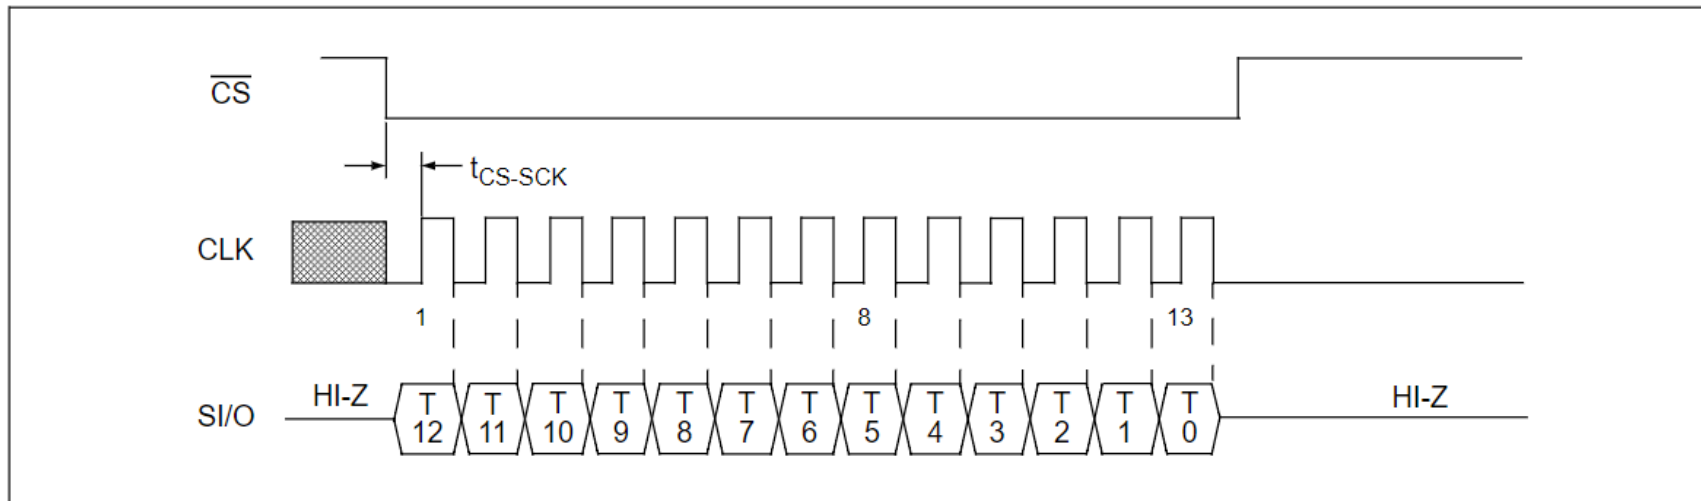 CS
tCS-SCK
CLK
1 8 13
HI-Z HI-Z
SI/O
T T T T T T T T T T T T T
12 11 10 9 8 7 6 5 4 3 2 1 0